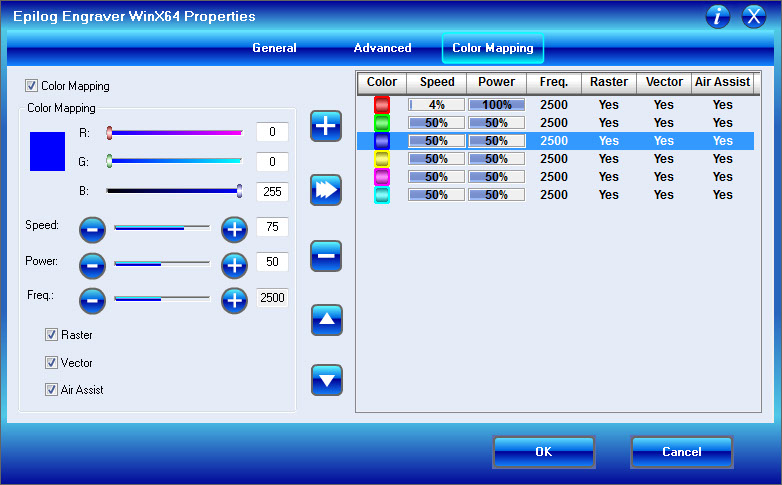 Epilog Engraver WinX64 Properties
i X
General Advanced Color Mapping
Color Mapping
Color Mapping
R: 0
G: 0
B: 255
Speed: 75
Power: 50
Freq.: 2500
Raster
Vector
Air Assist
Color Speed Power Freq. Raster Vector Air Assist
4% 100% 2500 Yes Yes Yes
50% 50% 2500 Yes Yes Yes
50% 50% 2500 Yes Yes Yes
50% 50% 2500 Yes Yes Yes
50% 50% 2500 Yes Yes Yes
50% 50% 2500 Yes Yes Yes
OK Cancel